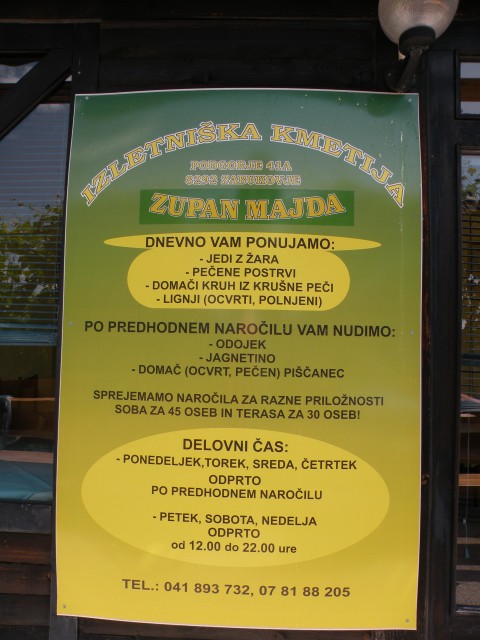 IZLETNIŠKA KMETIJA
PODGORJE 41A
ZUPAN MAJDA
DNEVNO VAM PONUJAMO:
- JEDI Z ŽARA
- PEČENE POSTRVI
- DOMAČI KRUH IZ KRUŠNE PEČI
- LIGNJI (OCVRTI, POLNJENI)
PO PREDHODNEM NAROČILU VAM NUDIMO:
- ODOJEK
- JAGNETINO
- DOMAČ (OCVRT, PEČEN) PIŠČANEC
SPREJEMAMO NAROČILA ZA RAZNE PRILOŽNOSTI
SOBA ZA 45 OSEB IN TERASA ZA 30 OSEB!
DELOVNI ČAS:
- PONEDELJEK,TOREK, SREDA, ČETRTEK
ODPRTO
PO PREDHODNEM NAROČILU
- PETEK, SOBOTA, NEDELJA
ODPRTO
od 12.00 do 22.00 ure
TEL.: 041 893 732, 07 81 88 205